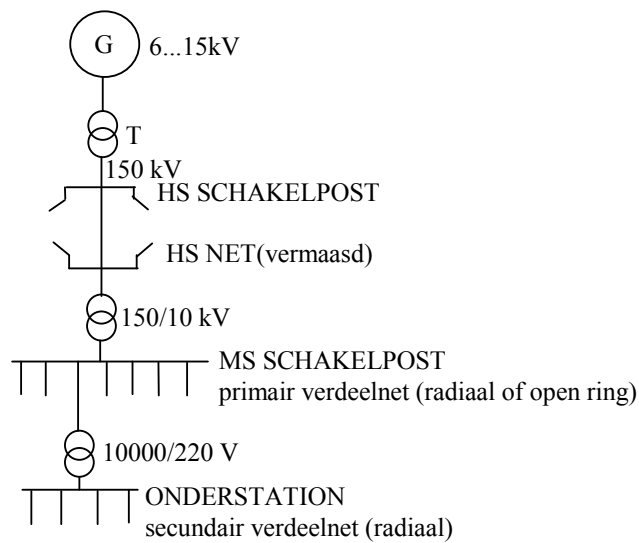 G
6...15kV
T
150 kV
HS SCHAKELPOST
HS NET(vermaasd)
150/10 kV
MS SCHAKELPOST
primair verdeelnet (radiaal of open ring)
10000/220 V
ONDERSTATION
secundair verdeelnet (radiaal)